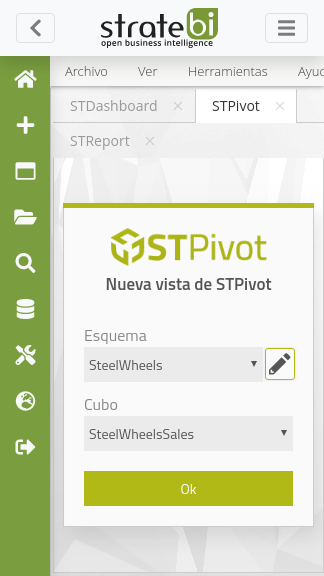 stratebi
open business intelligence
Archivo Ver Herramientas Ayuc
STDashboard × STPivot ×
STReport ×
STPivot
Nueva vista de STPivot
Esquema
SteelWheels
Cubo
SteelWheelsSales
Ok